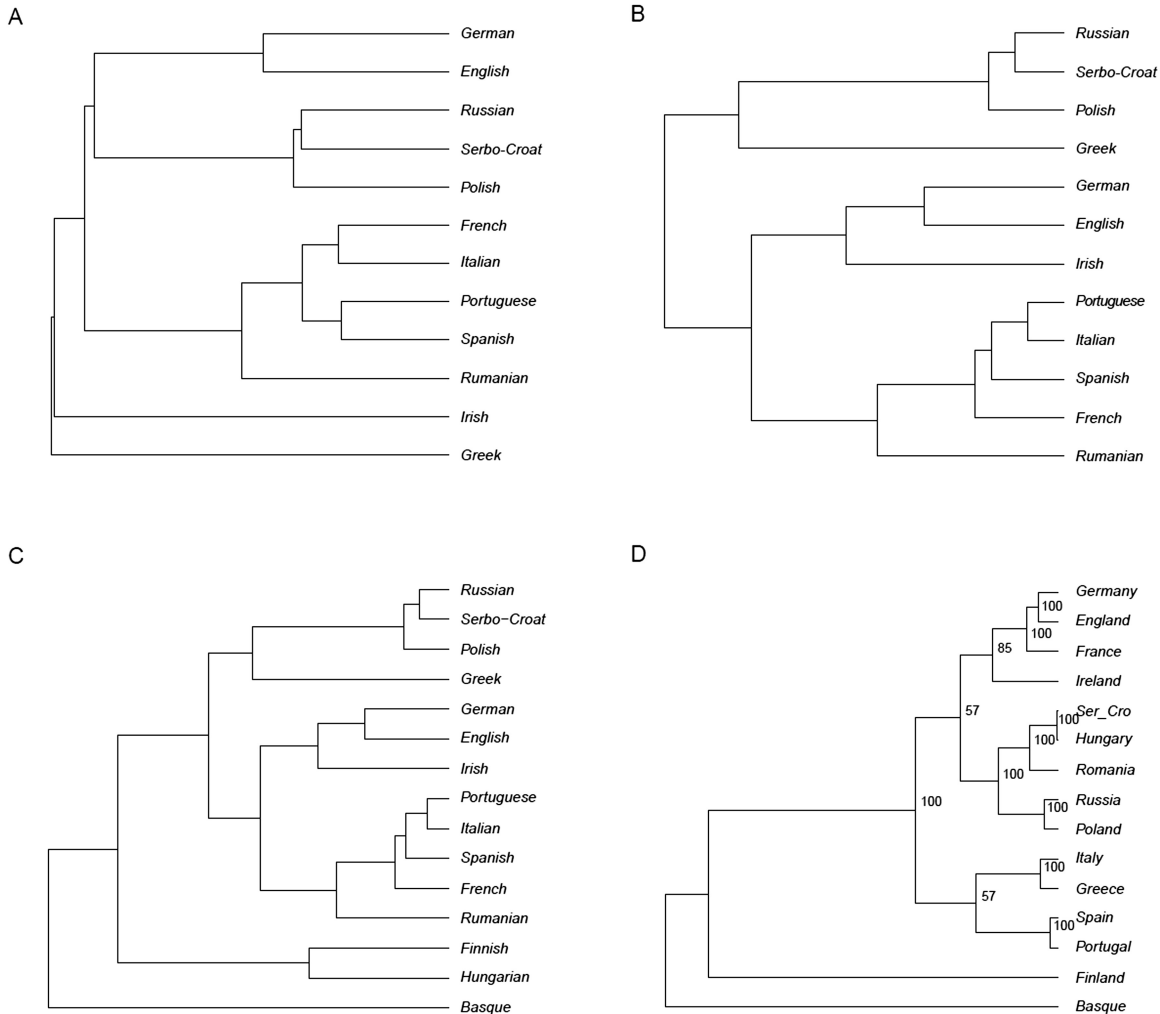 A
German
English
Russian
Serbo-Croat
Polish
French
Italian
Portuguese
Spanish
Rumanian
Irish
Greek
B
Russian
Serbo-Croat
Polish
Greek
German
English
Irish
Portuguese
Italian
Spanish
French
Rumanian
C
Russian
Serbo−Croat
Polish
Greek
German
English
Irish
Portuguese
Italian
Spanish
French
Rumanian
Finnish
Hungarian
Basque
D
Germany
100
England
100
France
85
Ireland
57
Ser_Cro
100
Hungary
100
Romania
100
Russia
100
100
Poland
Italy
100
Greece
57
Spain
100
Portugal
Finland
Basque